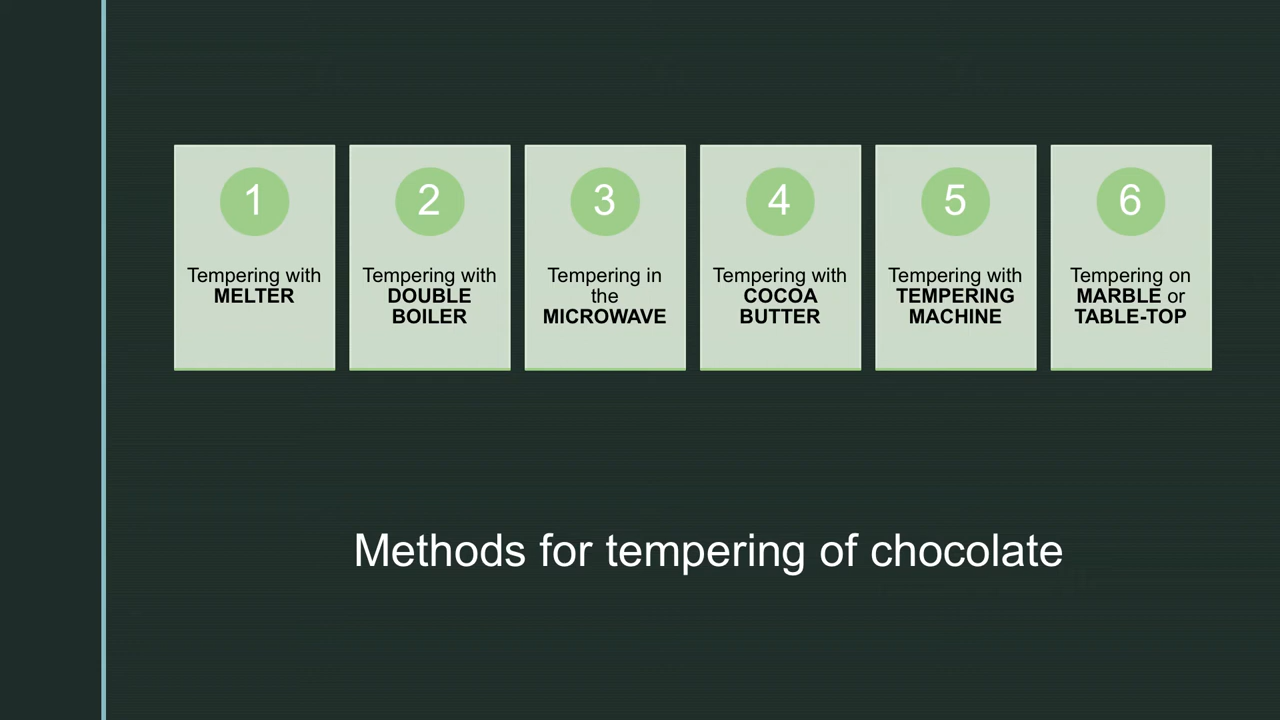 1
Tempering with
MELTER
2
Tempering with
DOUBLE
BOILER
3
Tempering in
the
MICROWAVE
4
Tempering with
COCOA
BUTTER
5
Tempering with
TEMPERING
MACHINE
6
Tempering on
MARBLE or
TABLE-TOP
Methods for tempering of chocolate